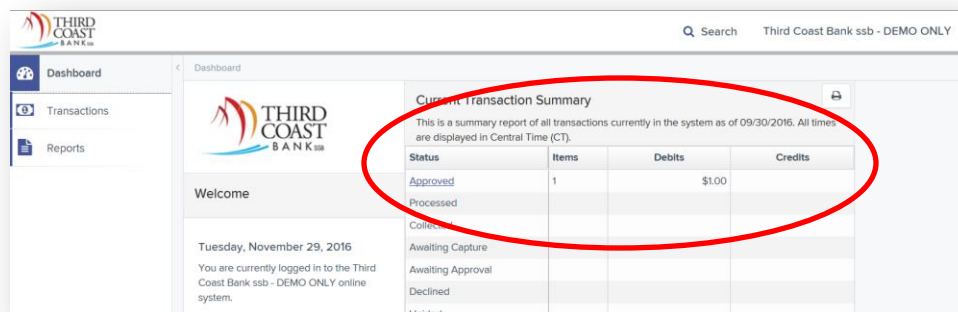 THIRD
COAST
BANK SSB
Search
Third Coast Bank ssb - DEMO ONLY
Dashboard
Transactions
Reports
< Dashboard
THIRD
COAST
BANK SSB
Welcome
Tuesday, November 29, 2016
You are currently logged in to the Third
Coast Bank ssb - DEMO ONLY online
system.
Current Transaction Summary
This is a summary report of all transactions currently in the system as of 09/30/2016. All times
are displayed in Central Time (CT).
Status Items Debits Credits
Approved 1 $1.00
Processed
Collected
Awaiting Capture
Awaiting Approval
Declined